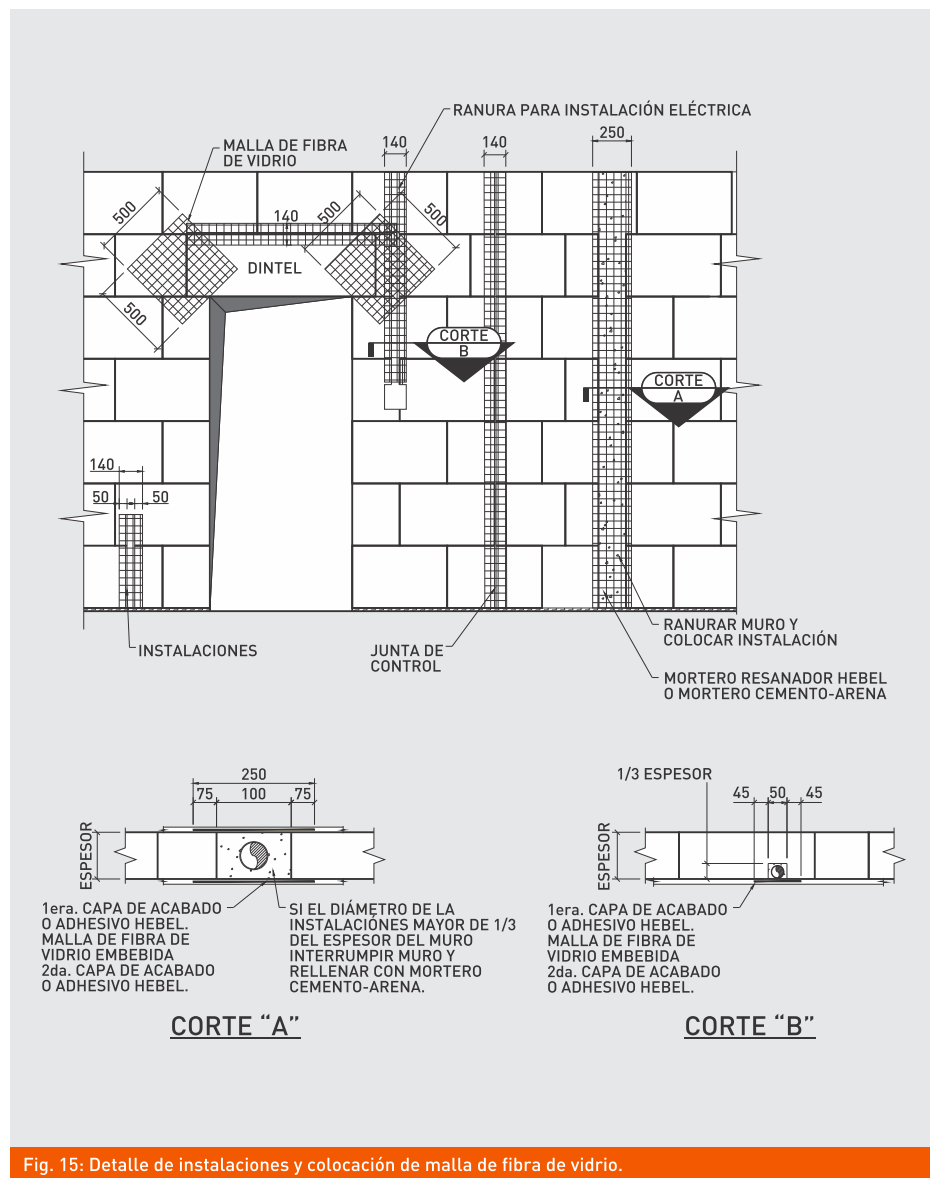 RANURA PARA INSTALACIÓN ELÉCTRICA
MALLA DE FIBRA
DE VIDRIO
140
140
250
500
140
500
500
DINTEL
500
CORTE
B
CORTE
A
140
50
50
INSTALACIONES
JUNTA DE
CONTROL
RANURAR MURO Y
COLOCAR INSTALACIÓN
MORTERO RESANADOR HEBEL
O MORTERO CEMENTO-ARENA
250
75
100
75
ESPESOR
1era. CAPA DE ACABADO
O ADHESIVO HEBEL.
MALLA DE FIBRA DE
VIDRIO EMBEBIDA
2da. CAPA DE ACABADO
O ADHESIVO HEBEL.
SI EL DIÁMETRO DE LA
INSTALACIÓNES MAYOR DE 1/3
DEL ESPESOR DEL MURO
INTERRUMPIR MURO Y
RELLENAR CON MORTERO
CEMENTO-ARENA.
CORTE “A”
1/3 ESPESOR
45
50
45
ESPESOR
1era. CAPA DE ACABADO
O ADHESIVO HEBEL.
MALLA DE FIBRA DE
VIDRIO EMBEBIDA
2da. CAPA DE ACABADO
O ADHESIVO HEBEL.
CORTE “B”
Fig. 15: Detalle de instalaciones y colocación de malla de fibra de vidrio.